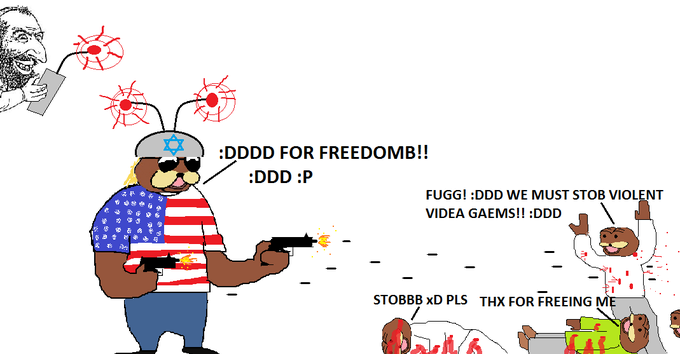 :DDDD FOR FREEDOMB!!
:DDD :P
FUGG! :DDD WE MUST STOB VIOLENT
VIDEA GAEMS!! :DDD
STOBBB xD PLS
THX FOR FREEING ME